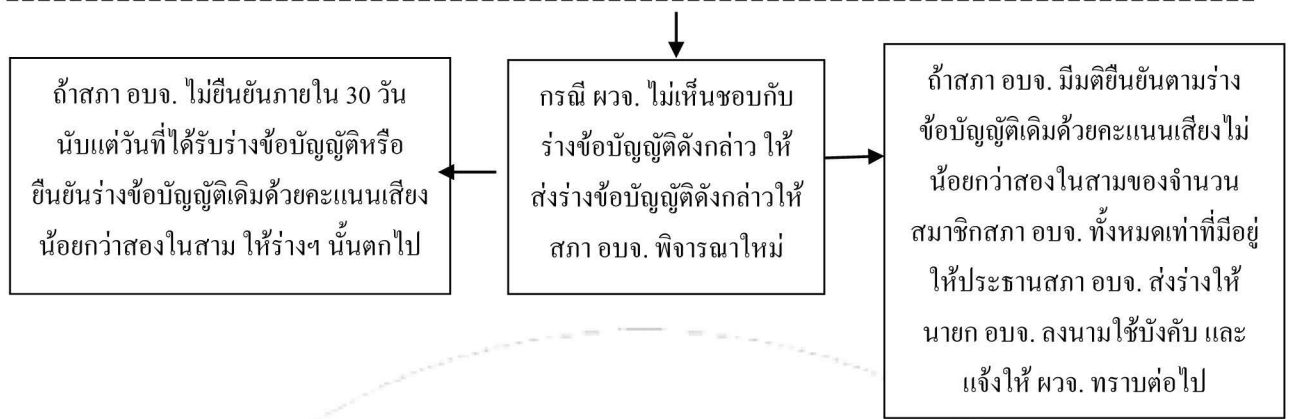 ถ้าสภา อบจ. ไม่ยืนยันภายใน 30 วัน
นับแต่วันที่ได้รับร่างข้อบัญญัติหรือ
ยืนยันร่างข้อบัญญัติเดิมด้วยคะแนนเสียง
น้อยกว่าสองในสาม ให้ร่างฯ นั้นตกไป
กรณี ผวจ. ไม่เห็นชอบกับ
ร่างข้อบัญญัติดังกล่าว ให้
ส่งร่างข้อบัญญัติดังกล่าวให้
สภา อบจ. พิจารณาใหม่
ถ้าสภา อบจ. มีมติยืนยันตามร่าง
ข้อบัญญัติเดิมด้วยคะแนนเสียงไม่
น้อยกว่าสองในสามของจำนวน
สมาชิกสภา อบจ. ทั้งหมดเท่าที่มีอยู่
ให้ประธานสภา อบจ. ส่งร่างให้
นายก อบจ. ลงนามใช้บังคับ และ
แจ้งให้ ผวจ. ทราบต่อไป